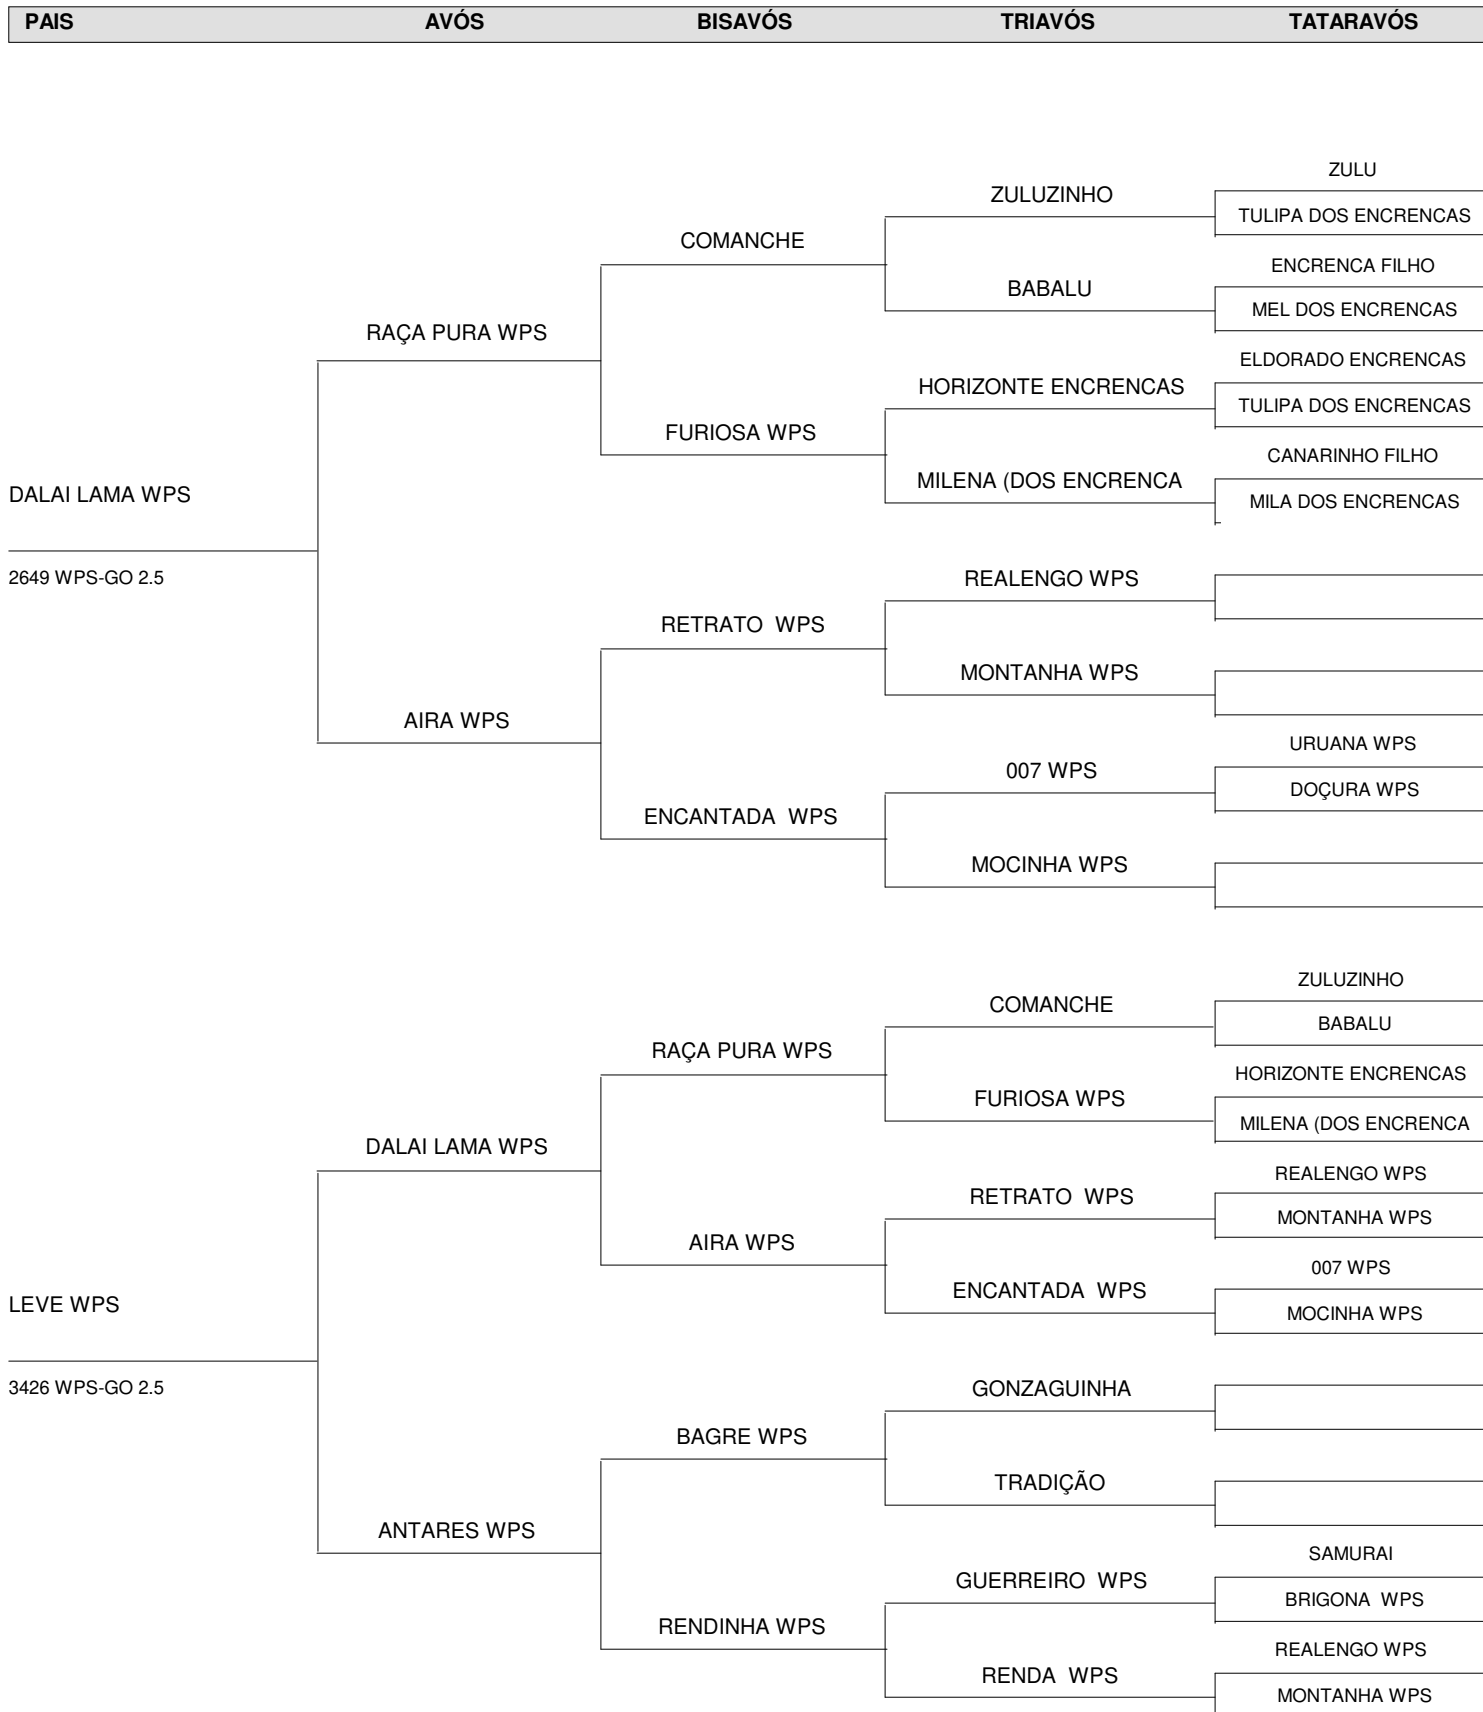 PAIS AVÓS BISAVÓS TRIAVÓS TATARAVÓS
ZULU
ZULUZINHO
TULIPA DOS ENCRENCAS
COMANCHE
ENCRENCA FILHO
BABALU
MEL DOS ENCRENCAS
RAÇA PURA WPS
ELDORADO ENCRENCAS
HORIZONTE ENCRENCAS
TULIPA DOS ENCRENCAS
FURIOSA WPS
CANARINHO FILHO
MILENA (DOS ENCRENCA
DALAI LAMA WPS
MILA DOS ENCRENCAS
2649 WPS-GO 2.5
REALENGO WPS
RETRATO WPS
MONTANHA WPS
AIRA WPS
URUANA WPS
007 WPS
DOÇURA WPS
ENCANTADA WPS
MOCINHA WPS
ZULUZINHO
COMANCHE
BABALU
RAÇA PURA WPS
HORIZONTE ENCRENCAS
FURIOSA WPS
MILENA (DOS ENCRENCA
DALAI LAMA WPS
REALENGO WPS
RETRATO WPS
MONTANHA WPS
AIRA WPS
007 WPS
ENCANTADA WPS
LEVE WPS
MOCINHA WPS
3426 WPS-GO 2.5
GONZAGUINHA
BAGRE WPS
TRADIÇÃO
ANTARES WPS
SAMURAI
GUERREIRO WPS
BRIGONA WPS
RENDINHA WPS
REALENGO WPS
RENDA WPS
MONTANHA WPS